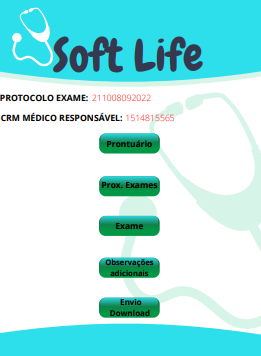 Soft Life
PROTOCOLO EXAME: 211008092022
CRM MÉDICO RESPONSÁVEL: 1514815565
Prontuário
Prox. Exames
Exame
Observações
adicionais
Envio
Download